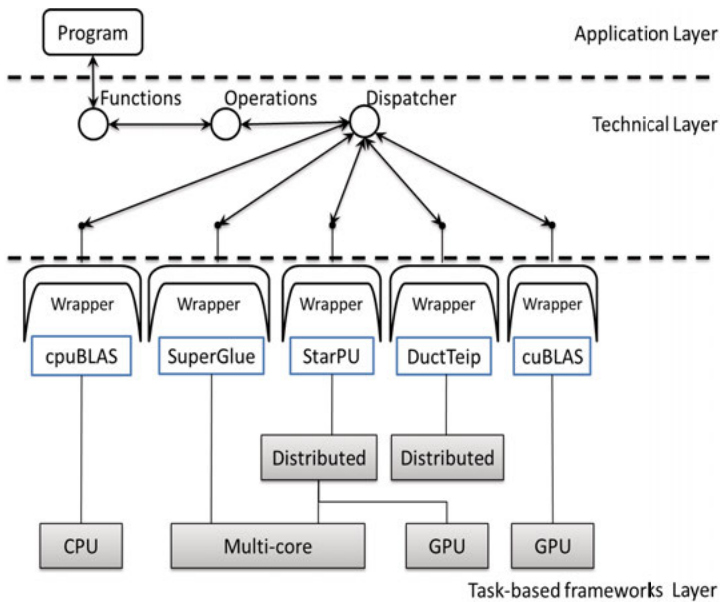 Program
Application Layer
Functions Operations Dispatcher
Technical Layer
Wrapper Wrapper Wrapper Wrapper Wrapper
cpuBLAS SuperGlue StarPU DuctTeip cuBLAS
Distributed Distributed
CPU Multi-core GPU GPU
Task-based frameworks Layer